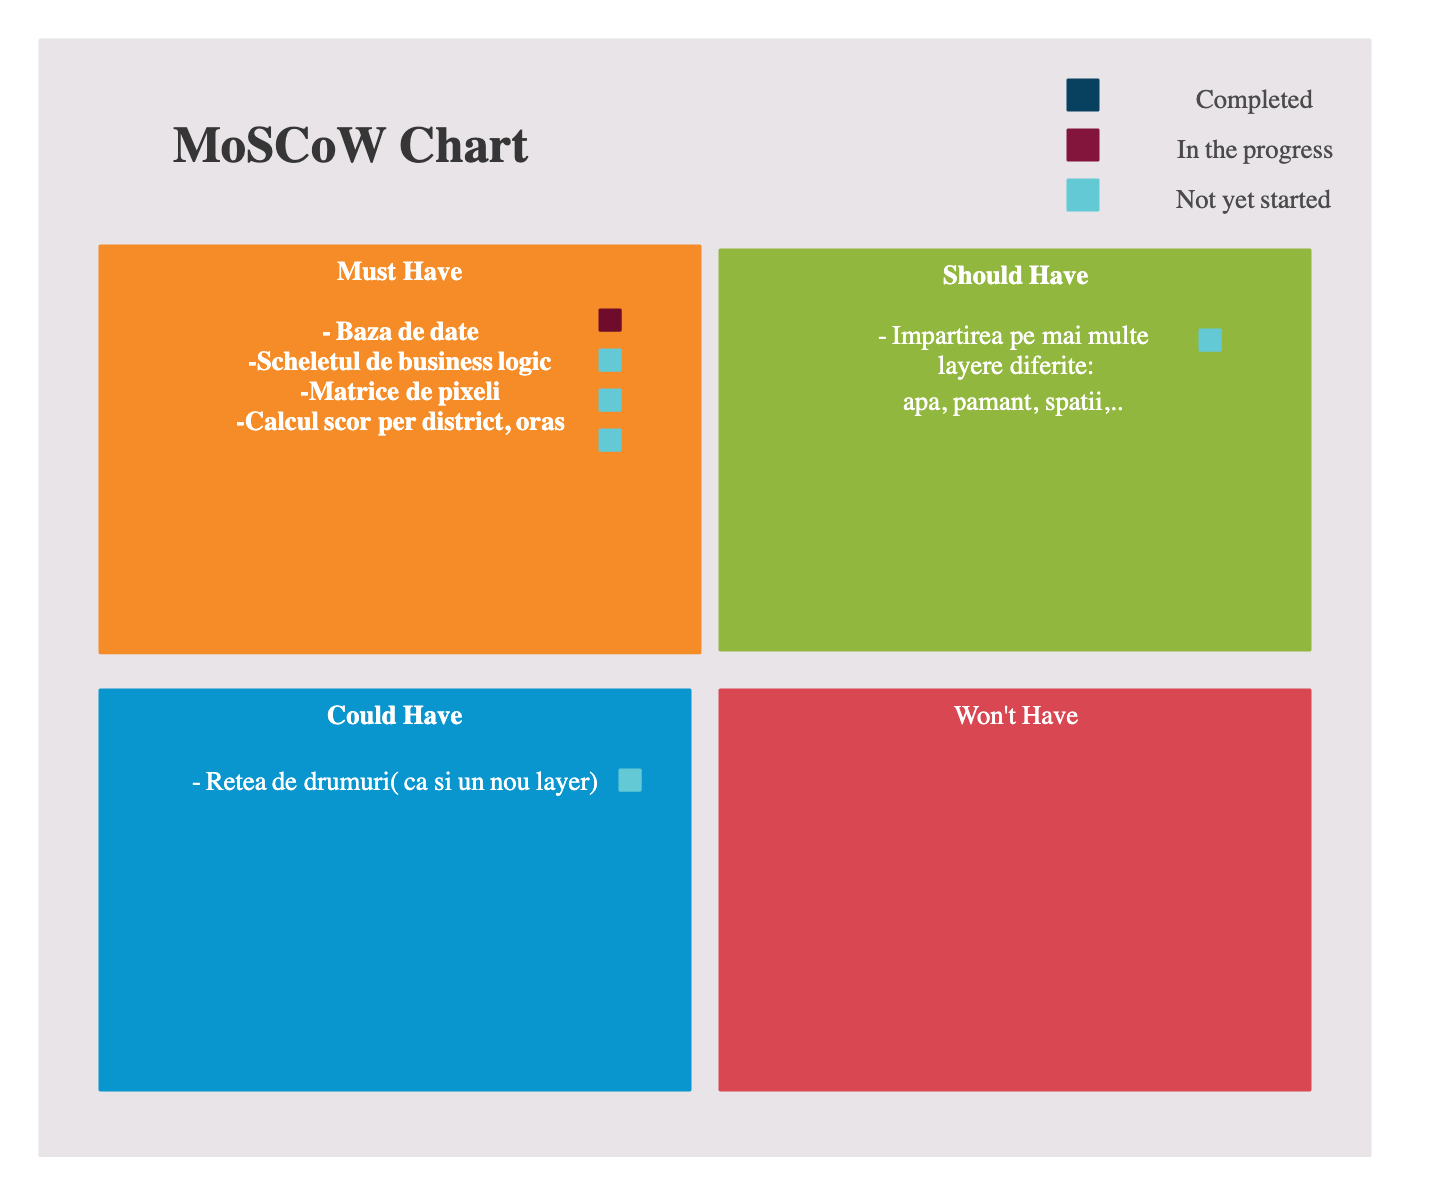 MoSCoW Chart
Completed
In the progress
Not yet started
Must Have
- Baza de date
-Scheletul de business logic
-Matrice de pixeli
-Calcul scor per district, oras
Should Have
- Impartirea pe mai multe
layere diferite:
apa, pamant, spatii,..
Could Have
- Retea de drumuri( ca si un nou layer)
Won't Have